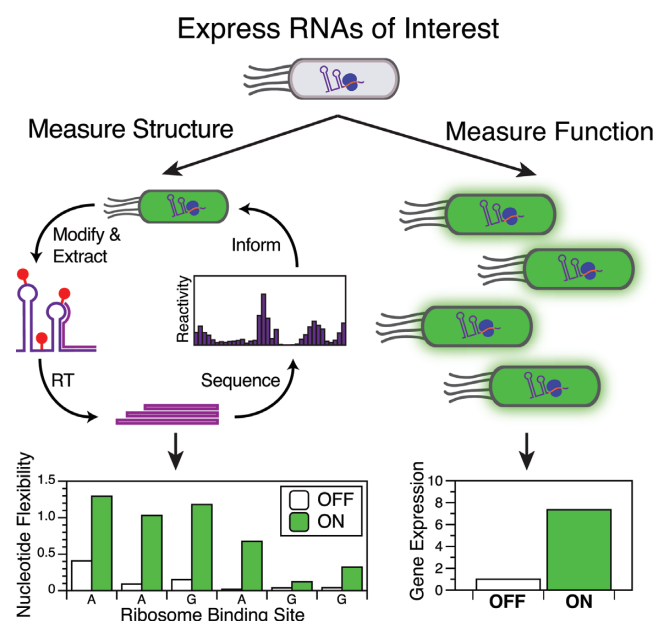 Express RNAs of Interest
Measure Structure
Measure Function
Modify &
Extract
Inform
Reactivity
RT
Sequence
Nucleotide Flexibility
1.5
1.0
0.5
0
OFF
ON
A A G A G G
Ribosome Binding Site
Gene Expression
10
8
6
4
2
0
OFF ON